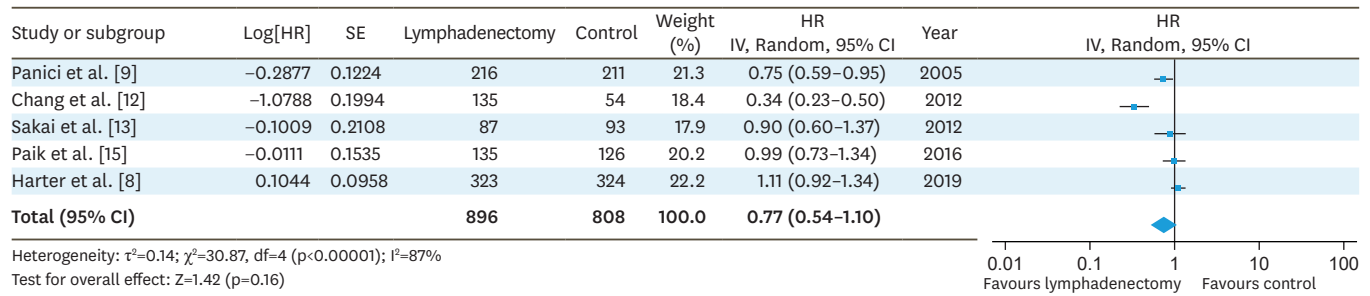 Study or subgroup Log[HR] SE Lymphadenectomy Control Weight (%) HR IV, Random, 95% CI Year HR IV, Random, 95% CI
Panici et al. [9] −0.2877 0.1224 216 211 21.3 0.75 (0.59–0.95) 2005
Chang et al. [12] −1.0788 0.1994 135 54 18.4 0.34 (0.23–0.50) 2012
Sakai et al. [13] −0.1009 0.2108 87 93 17.9 0.90 (0.60–1.37) 2012
Paik et al. [15] −0.0111 0.1535 135 126 20.2 0.99 (0.73–1.34) 2016
Harter et al. [8] 0.1044 0.0958 323 324 22.2 1.11 (0.92–1.34) 2019
Total (95% CI) 896 808 100.0 0.77 (0.54–1.10)
Heterogeneity: τ²=0.14; χ²=30.87, df=4 (p<0.00001); I²=87%
Test for overall effect: Z=1.42 (p=0.16)
0.01 0.1 1 10 100
Favours lymphadenectomy Favours control